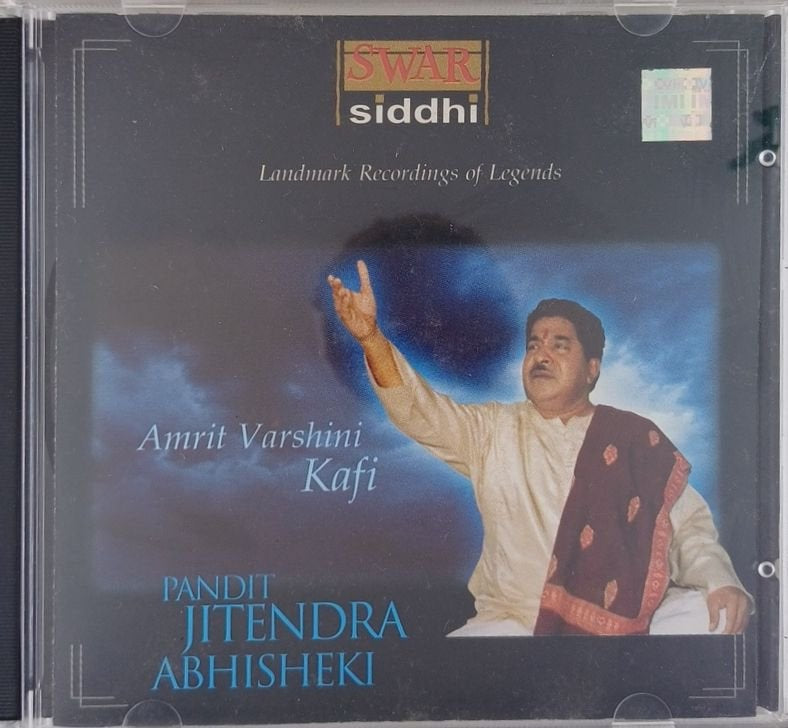 SWAR
siddhi
Landmark Recordings of Legends
Amrit Varshini
Kafi
PANDIT
JITENDRA
ABHISHEKI